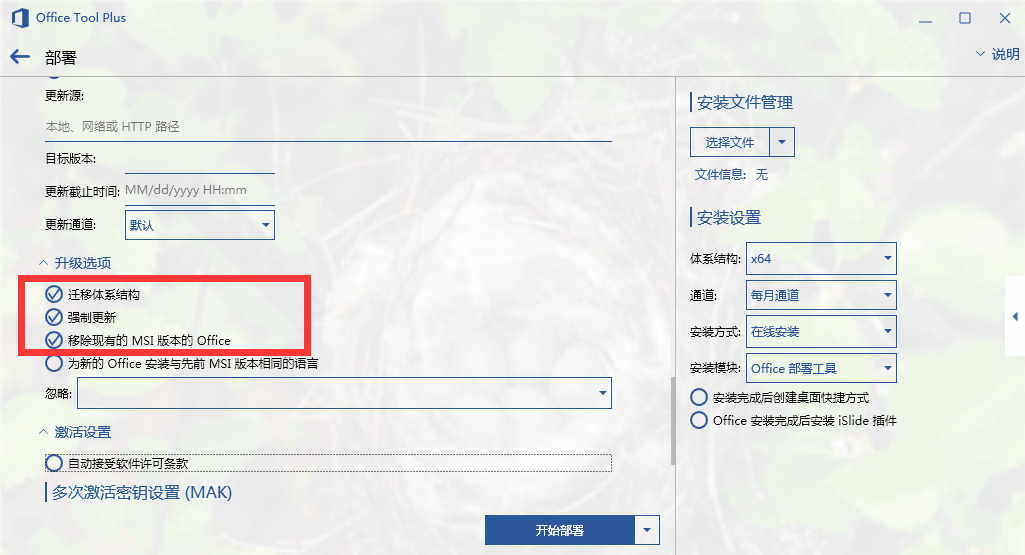 Office Tool Plus
部署
说明
更新源:
本地、网络或 HTTP 路径
目标版本:
更新截止时间: MM/dd/yyyy HH:mm
更新通道: 默认
升级选项
迁移体系结构
强制更新
移除现有的 MSI 版本的 Office
为新的 Office 安装与先前 MSI 版本相同的语言
忽略:
激活设置
自动接受软件许可条款
多次激活密钥设置 (MAK)
开始部署
安装文件管理
选择文件
文件信息: 无
安装设置
体系结构: x64
通道: 每月通道
安装方式: 在线安装
安装模块: Office 部署工具
安装完成后创建桌面快捷方式
Office 安装完成后安装 iSlide 插件